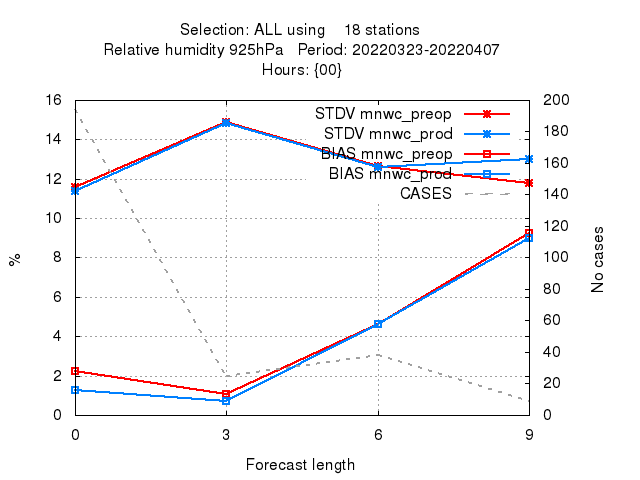 Selection: ALL using    18 stations
Relative humidity 925hPa   Period: 20220323-20220407
Hours: {00}
STDV mnwc_preop
STDV mnwc_prod
BIAS mnwc_preop
BIAS mnwc_prod
CASES
16
14
12
10
8
6
4
2
0
200
180
160
140
120
100
80
60
40
20
0
%
No cases
0 3 6 9
Forecast length